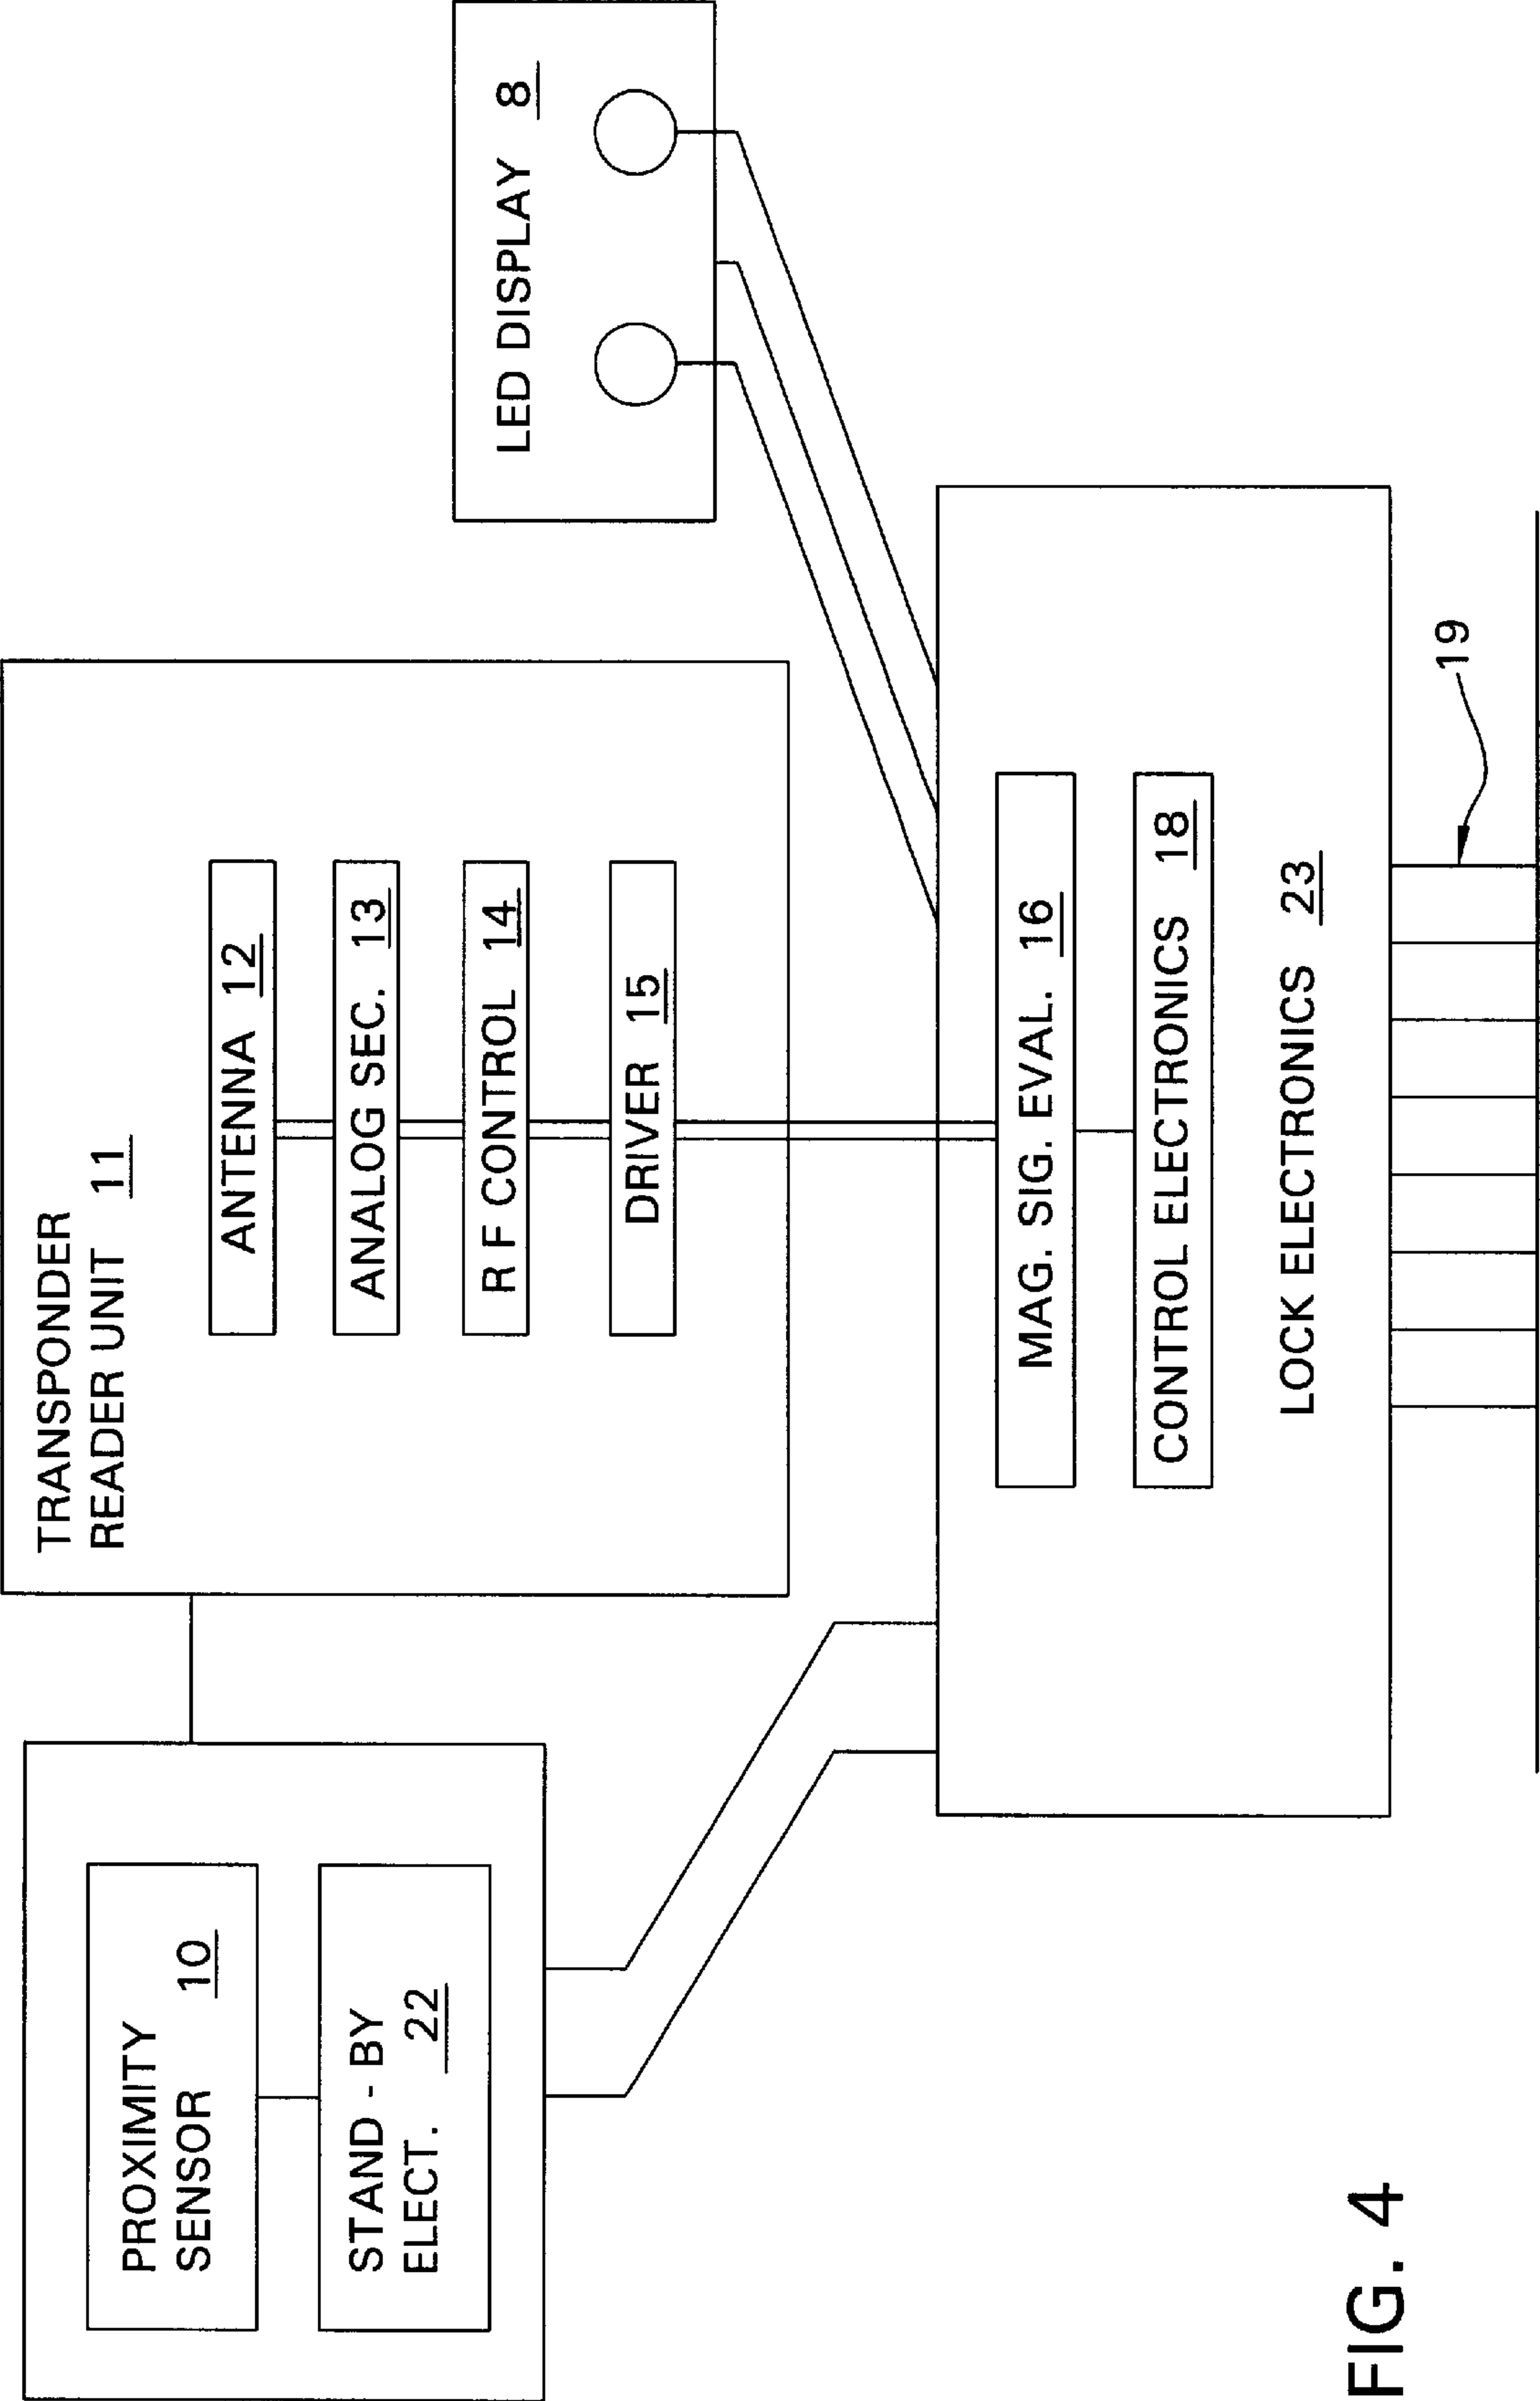 PROXIMITY
SENSOR 10
STAND - BY
ELECT. 22
TRANSPONDER
READER UNIT 11
ANTENNA 12
ANALOG SEC. 13
R F CONTROL 14
DRIVER 15
LED DISPLAY 8
MAG. SIG. EVAL. 16
CONTROL ELECTRONICS 18
LOCK ELECTRONICS 23
19
FIG. 4